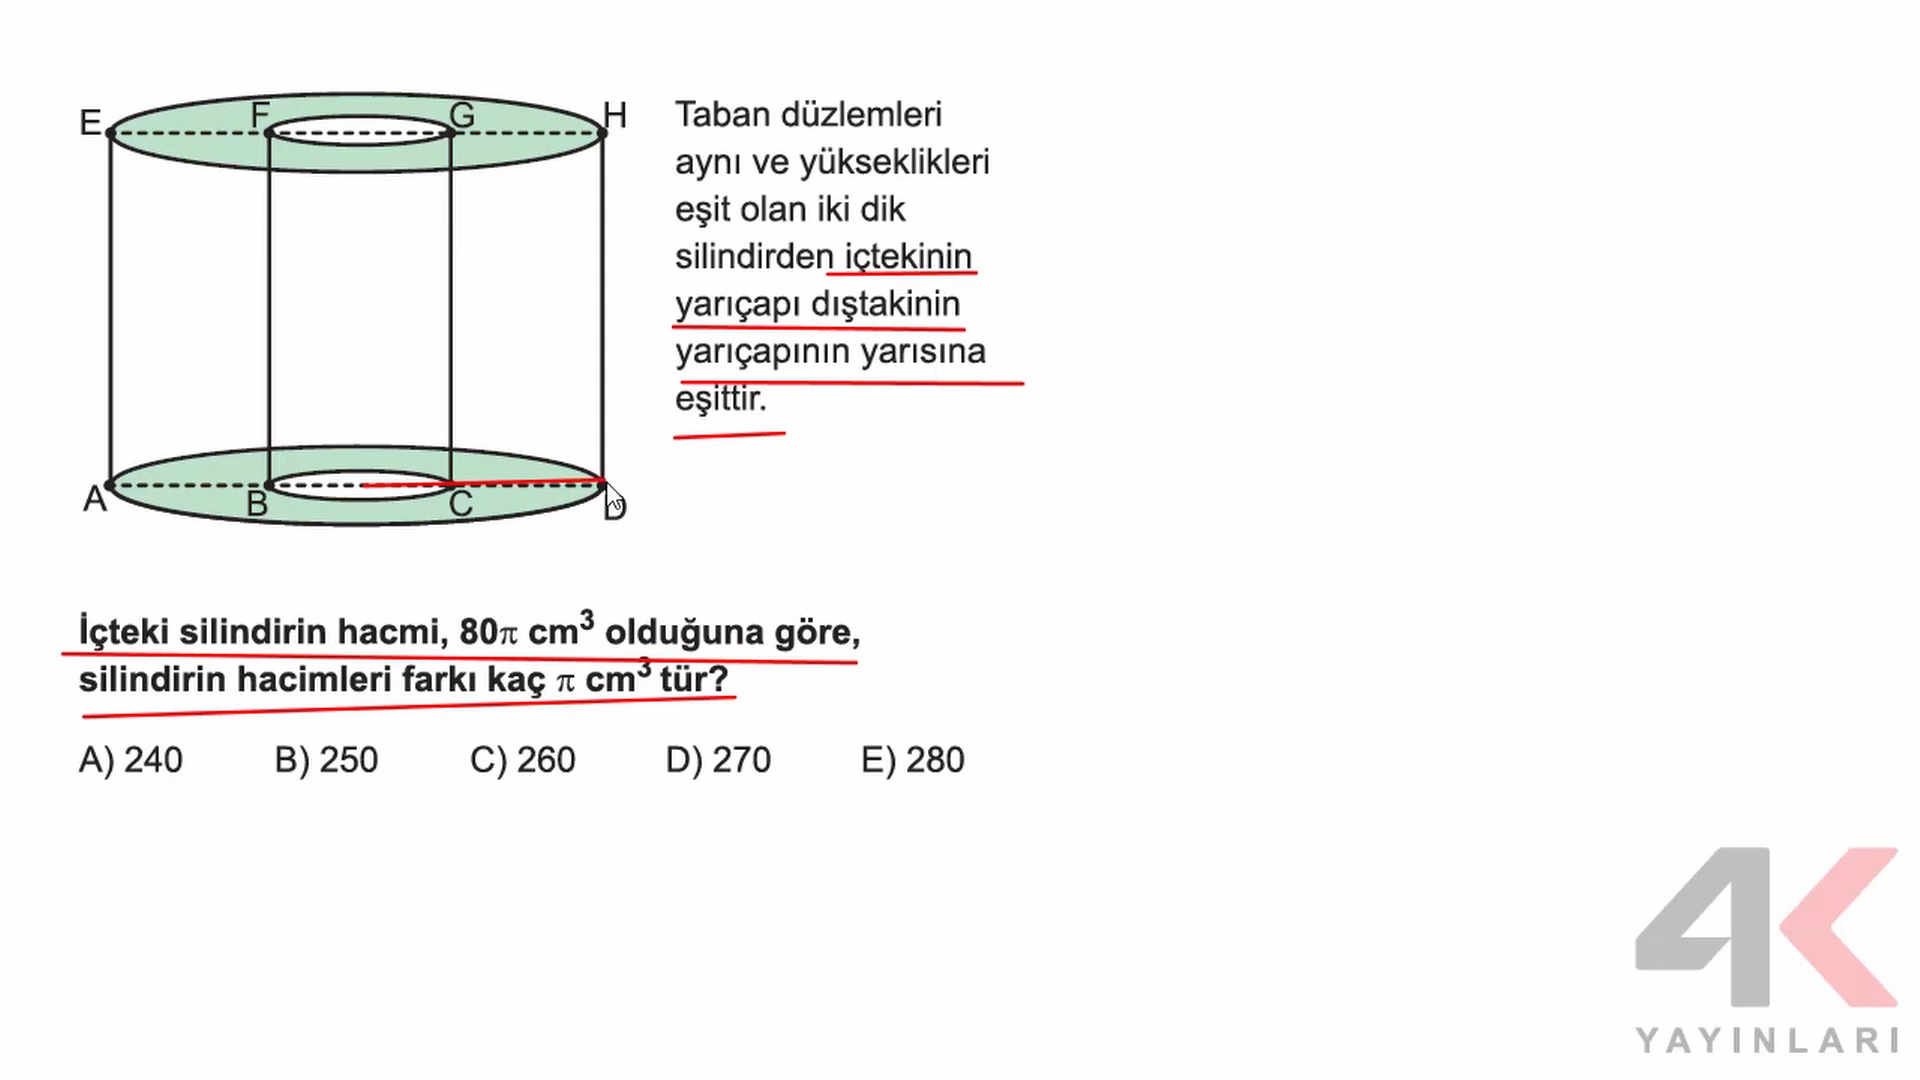 E F G H
A B C D
Taban düzlemleri
aynı ve yükseklikleri
eşit olan iki dik
silindirden içtekinin
yarıçapı dıştakinin
yarıçapının yarısına
eşittir.
İçteki silindirin hacmi, 80π cm³ olduğuna göre,
silindirin hacimleri farkı kaç π cm³ tür?
A) 240 B) 250 C) 260 D) 270 E) 280
4K
YAYINLARI